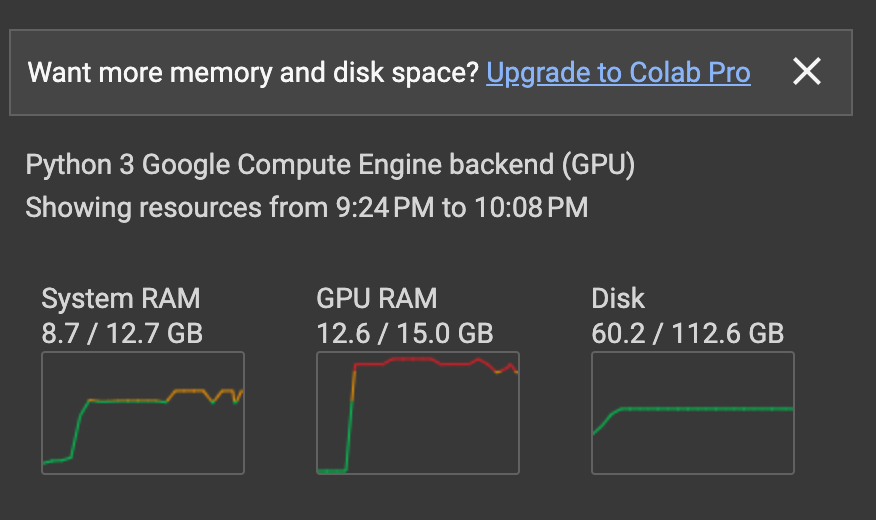 Want more memory and disk space? Upgrade to Colab Pro
Python 3 Google Compute Engine backend (GPU)
Showing resources from 9:24 PM to 10:08 PM
System RAM
8.7 / 12.7 GB
GPU RAM
12.6 / 15.0 GB
Disk
60.2 / 112.6 GB